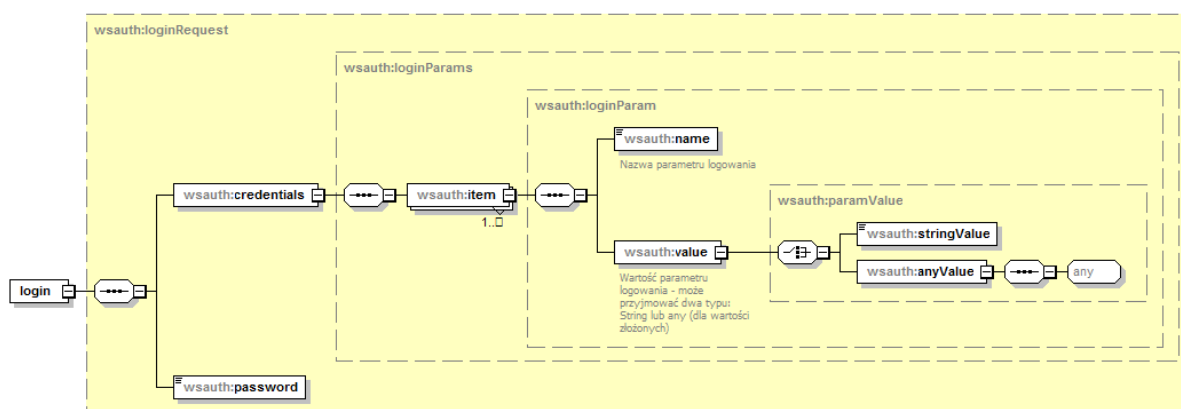 wsauth:loginRequest
wsauth:loginParams
wsauth:loginParam
wsauth:name
Nazwa parametru logowania
wsauth:credentials
wsauth:item
1..□
wsauth:paramValue
wsauth:stringValue
wsauth:value
wsauth:anyValue
any
Wartość parametru
logowania - może
przyjmować dwa typu:
String lub any (dla wartości
złożonych)
login
wsauth:password